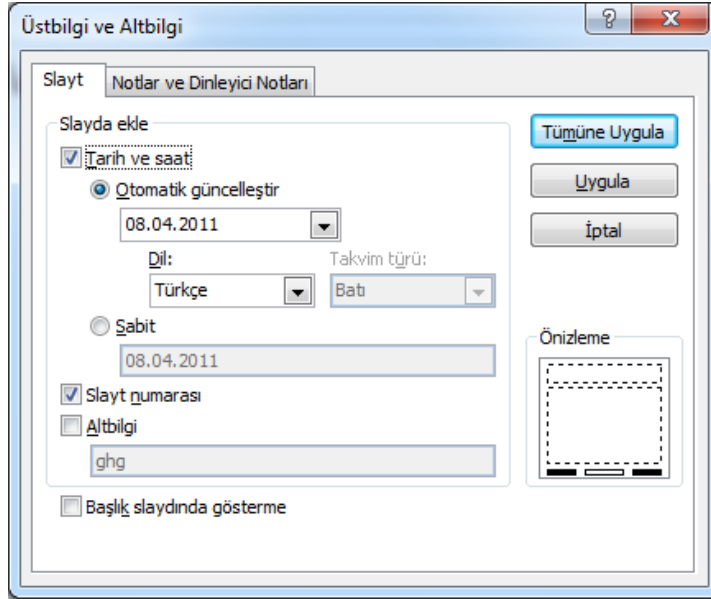 Üstbilgi ve Altbilgi
Slayt
Notlar ve Dinleyici Notları
Slayda ekle
Tarih ve saat
Otomatik güncelleştir
08.04.2011
Dil:
Takvim türü:
Türkçe
Batı
Sabit
08.04.2011
Slayt numarası
Altbilgi
ghg
Başlık slaydında gösterme
Tümüne Uygula
Uygula
İptal
Önizleme